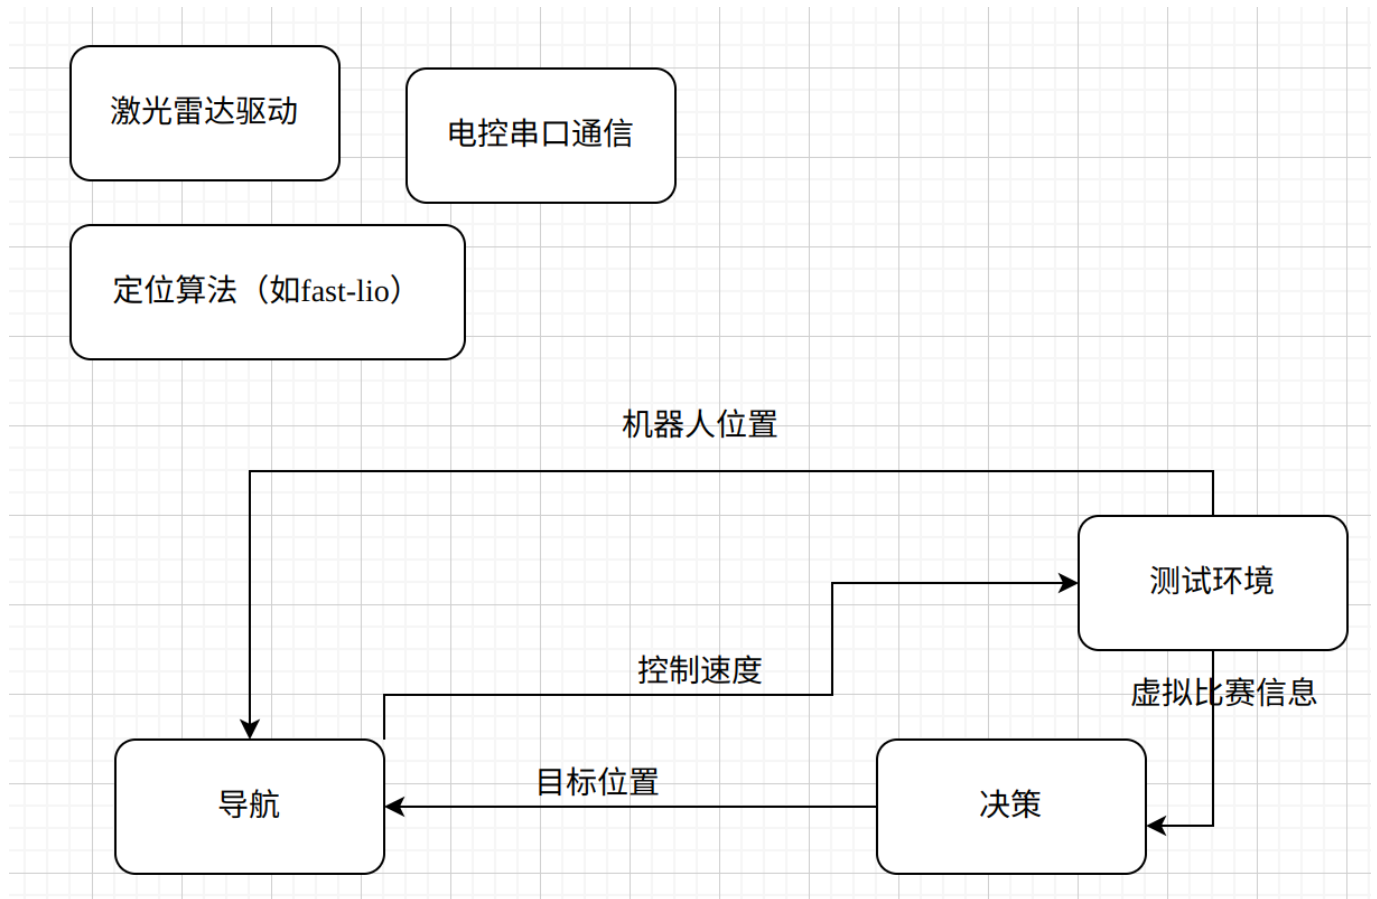 激光雷达驱动
电控串口通信
定位算法（如fast-lio）
机器人位置
测试环境
控制速度
虚拟比赛信息
目标位置
导航
决策